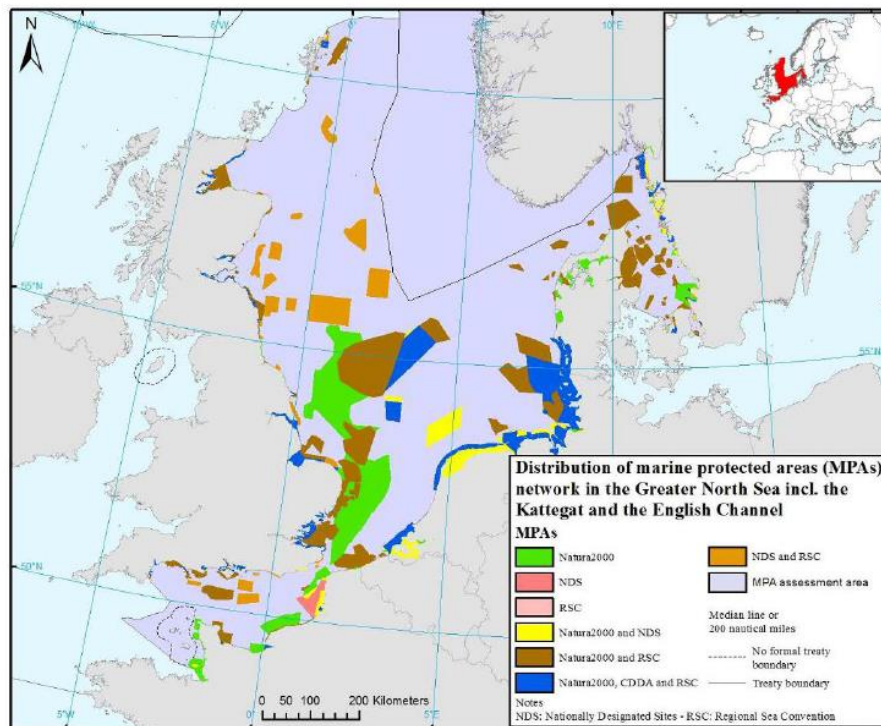 N
5°W
10°E
55°N
55°N
50°N
5°W
5°E
0 50 100 200 Kilometers
Distribution of marine protected areas (MPAs)
network in the Greater North Sea incl. the
Kattegat and the English Channel
MPAs
Natura2000
NDS
RSC
Natura2000 and NDS
Natura2000 and RSC
Natura2000, CDDA and RSC
NDS and RSC
MPA assessment area
Median line or
200 nautical miles
No formal treaty
boundary
Treaty boundary
Notes
NDS: Nationally Designated Sites - RSC: Regional Sea Convention